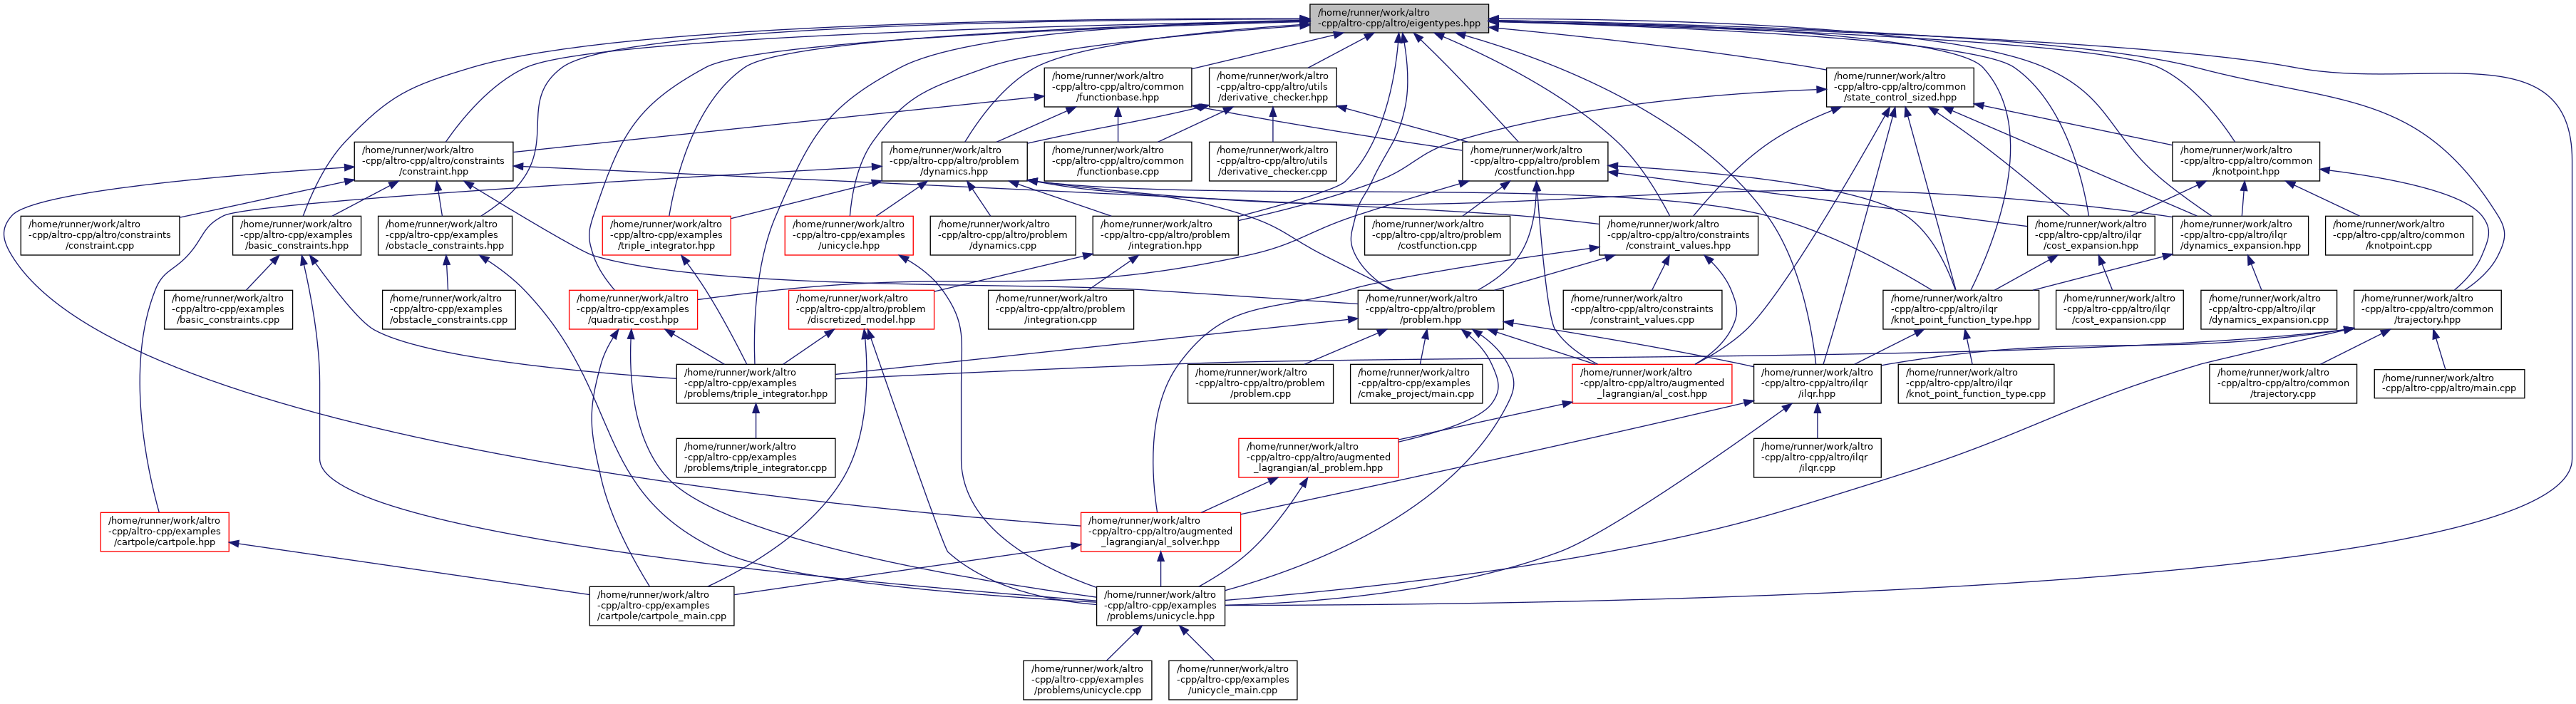 /home/runner/work/altro
-cpp/altro-cpp/altro/eigentypes.hpp
/home/runner/work/altro
-cpp/altro-cpp/altro/common
/functionbase.hpp
/home/runner/work/altro
-cpp/altro-cpp/altro/utils
/derivative_checker.hpp
/home/runner/work/altro
-cpp/altro-cpp/altro/common
/state_control_sized.hpp
/home/runner/work/altro
-cpp/altro-cpp/altro/constraints
/constraint.hpp
/home/runner/work/altro
-cpp/altro-cpp/altro/problem
/dynamics.hpp
/home/runner/work/altro
-cpp/altro-cpp/altro/common
/functionbase.cpp
/home/runner/work/altro
-cpp/altro-cpp/altro/utils
/derivative_checker.cpp
/home/runner/work/altro
-cpp/altro-cpp/altro/problem
/costfunction.hpp
/home/runner/work/altro
-cpp/altro-cpp/altro/common
/knotpoint.hpp
/home/runner/work/altro
-cpp/altro-cpp/altro/constraints
/constraint.cpp
/home/runner/work/altro
-cpp/altro-cpp/examples
/basic_constraints.hpp
/home/runner/work/altro
-cpp/altro-cpp/examples
/obstacle_constraints.hpp
/home/runner/work/altro
-cpp/altro-cpp/examples
/triple_integrator.hpp
/home/runner/work/altro
-cpp/altro-cpp/examples
/unicycle.hpp
/home/runner/work/altro
-cpp/altro-cpp/altro/problem
/dynamics.cpp
/home/runner/work/altro
-cpp/altro-cpp/altro/problem
/integration.hpp
/home/runner/work/altro
-cpp/altro-cpp/altro/problem
/costfunction.cpp
/home/runner/work/altro
-cpp/altro-cpp/altro/constraints
/constraint_values.hpp
/home/runner/work/altro
-cpp/altro-cpp/altro/ilqr
/cost_expansion.hpp
/home/runner/work/altro
-cpp/altro-cpp/altro/ilqr
/dynamics_expansion.hpp
/home/runner/work/altro
-cpp/altro-cpp/altro/common
/knotpoint.cpp
/home/runner/work/altro
-cpp/altro-cpp/examples
/basic_constraints.cpp
/home/runner/work/altro
-cpp/altro-cpp/examples
/obstacle_constraints.cpp
/home/runner/work/altro
-cpp/altro-cpp/examples
/quadratic_cost.hpp
/home/runner/work/altro
-cpp/altro-cpp/altro/problem
/discretized_model.hpp
/home/runner/work/altro
-cpp/altro-cpp/altro/problem
/integration.cpp
/home/runner/work/altro
-cpp/altro-cpp/altro/problem
/problem.hpp
/home/runner/work/altro
-cpp/altro-cpp/altro/constraints
/constraint_values.cpp
/home/runner/work/altro
-cpp/altro-cpp/altro/ilqr
/knot_point_function_type.hpp
/home/runner/work/altro
-cpp/altro-cpp/altro/ilqr
/cost_expansion.cpp
/home/runner/work/altro
-cpp/altro-cpp/altro/ilqr
/dynamics_expansion.cpp
/home/runner/work/altro
-cpp/altro-cpp/altro/common
/trajectory.hpp
/home/runner/work/altro
-cpp/altro-cpp/examples
/problems/triple_integrator.hpp
/home/runner/work/altro
-cpp/altro-cpp/altro/problem
/problem.cpp
/home/runner/work/altro
-cpp/altro-cpp/examples
/cmake_project/main.cpp
/home/runner/work/altro
-cpp/altro-cpp/altro/augmented
_lagrangian/al_cost.hpp
/home/runner/work/altro
-cpp/altro-cpp/altro/ilqr
/ilqr.hpp
/home/runner/work/altro
-cpp/altro-cpp/altro/ilqr
/knot_point_function_type.cpp
/home/runner/work/altro
-cpp/altro-cpp/altro/common
/trajectory.cpp
/home/runner/work/altro
-cpp/altro-cpp/altro/main.cpp
/home/runner/work/altro
-cpp/altro-cpp/examples
/problems/triple_integrator.cpp
/home/runner/work/altro
-cpp/altro-cpp/altro/augmented
_lagrangian/al_problem.hpp
/home/runner/work/altro
-cpp/altro-cpp/altro/ilqr
/ilqr.cpp
/home/runner/work/altro
-cpp/altro-cpp/examples
/cartpole/cartpole.hpp
/home/runner/work/altro
-cpp/altro-cpp/altro/augmented
_lagrangian/al_solver.hpp
/home/runner/work/altro
-cpp/altro-cpp/examples
/cartpole/cartpole_main.cpp
/home/runner/work/altro
-cpp/altro-cpp/examples
/problems/unicycle.hpp
/home/runner/work/altro
-cpp/altro-cpp/examples
/problems/unicycle.cpp
/home/runner/work/altro
-cpp/altro-cpp/examples
/unicycle_main.cpp